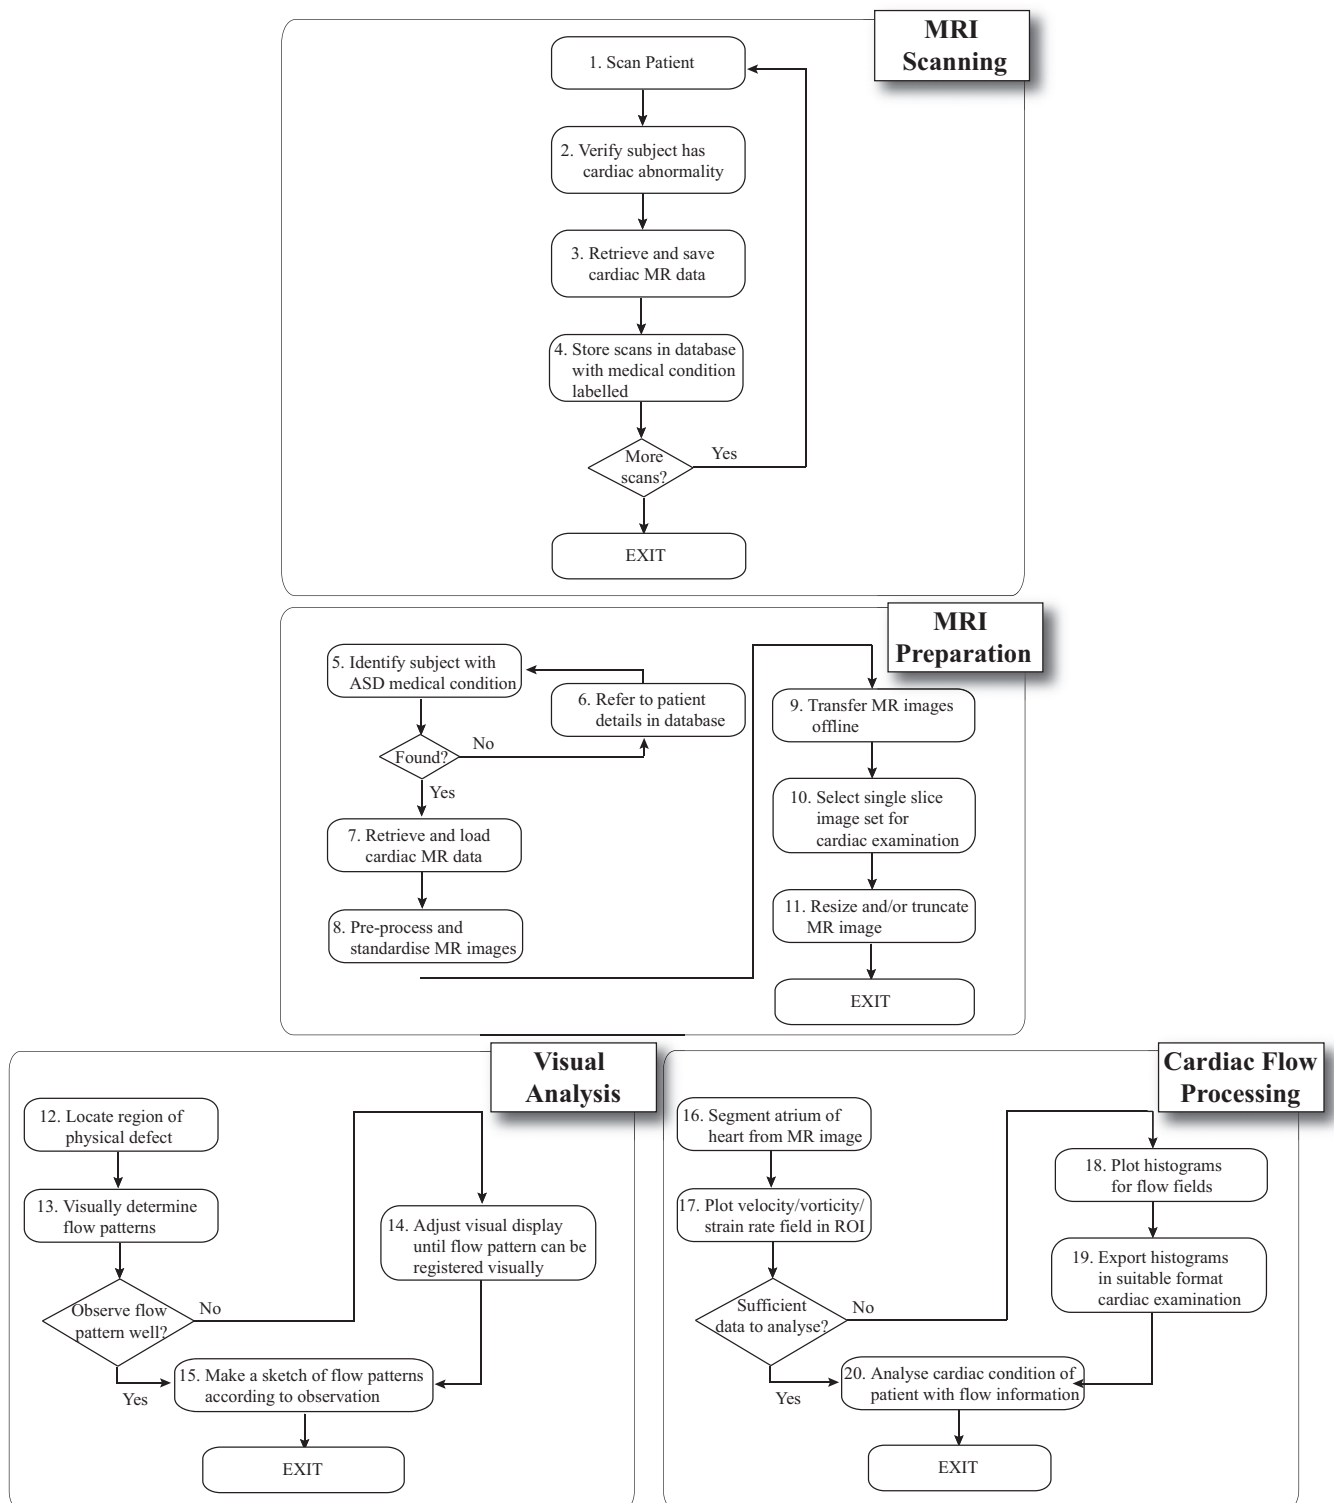 MRI
Scanning
1. Scan Patient
2. Verify subject has
cardiac abnormality
3. Retrieve and save
cardiac MR data
4. Store scans in database
with medical condition
labelled
More
scans?
Yes
EXIT
MRI
Preparation
5. Identify subject with
ASD medical condition
6. Refer to patient
details in database
Found?
No
Yes
7. Retrieve and load
cardiac MR data
8. Pre-process and
standardise MR images
9. Transfer MR images
offline
10. Select single slice
image set for
cardiac examination
11. Resize and/or truncate
MR image
EXIT
Visual
Analysis
12. Locate region of
physical defect
13. Visually determine
flow patterns
14. Adjust visual display
until flow pattern can be
registered visually
Observe flow
pattern well?
No
Yes
15. Make a sketch of flow patterns
according to observation
EXIT
Cardiac Flow
Processing
16. Segment atrium of
heart from MR image
17. Plot velocity/vorticity/
strain rate field in ROI
18. Plot histograms
for flow fields
19. Export histograms
in suitable format
cardiac examination
Sufficient
data to analyse?
No
Yes
20. Analyse cardiac condition of
patient with flow information
EXIT